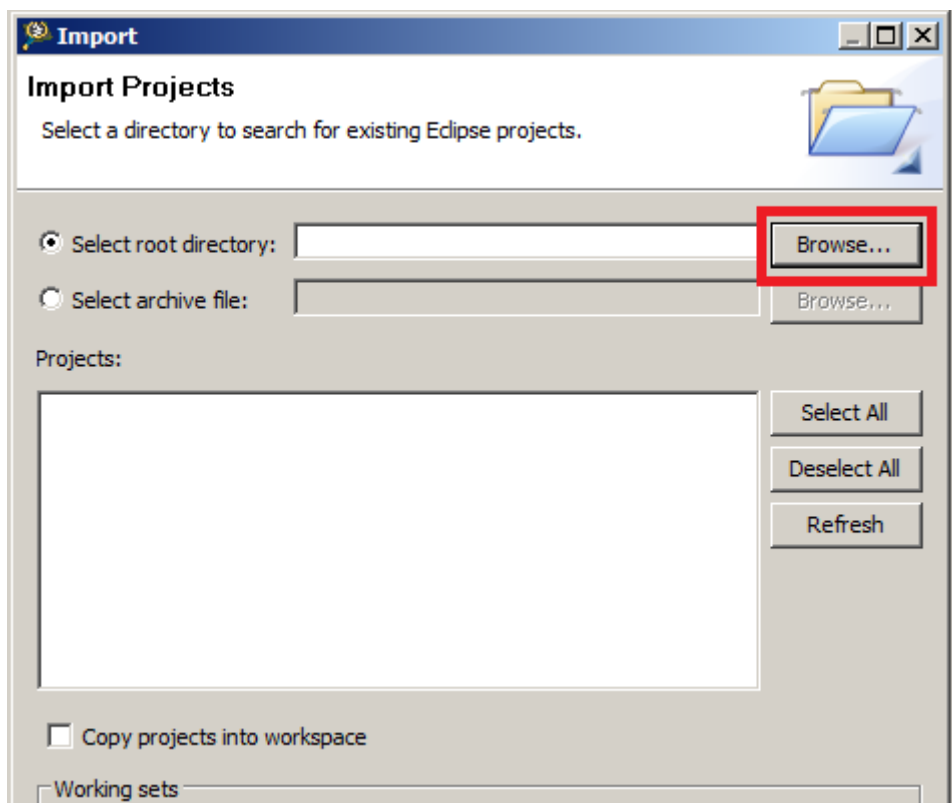 Import
Import Projects
Select a directory to search for existing Eclipse projects.
Select root directory: Browse...
Select archive file: Browse...
Projects:
Select All
Deselect All
Refresh
Copy projects into workspace
Working sets